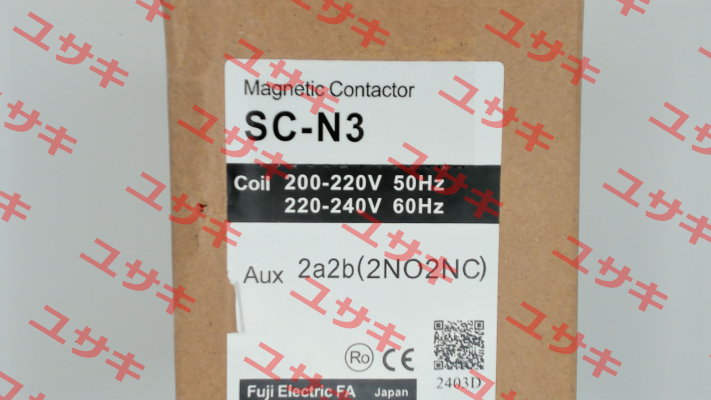 Magnetic Contactor
SC-N3
Coil 200-220V 50Hz
220-240V 60Hz
Aux 2a2b(2NO2NC)
Ro CE
2403D
Fuji Electric FA Japan
ユサキ